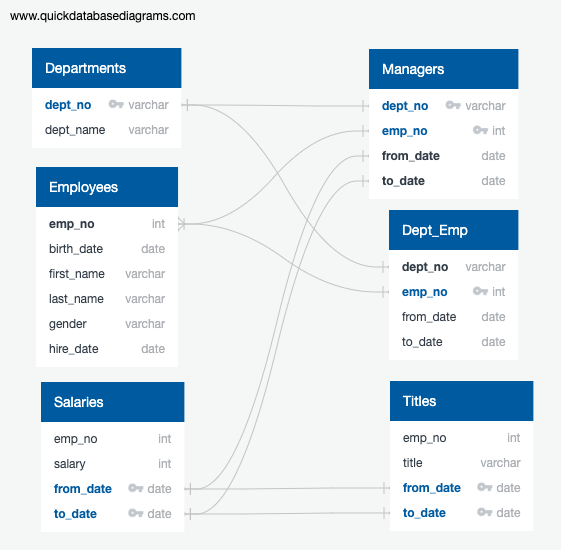 www.quickdatabasediagrams.com
Departments
dept_no varchar
dept_name varchar
Managers
dept_no varchar
emp_no int
from_date date
to_date date
Employees
emp_no int
birth_date date
first_name varchar
last_name varchar
gender varchar
hire_date date
Dept_Emp
dept_no varchar
emp_no int
from_date date
to_date date
Salaries
emp_no int
salary int
from_date date
to_date date
Titles
emp_no int
title varchar
from_date date
to_date date